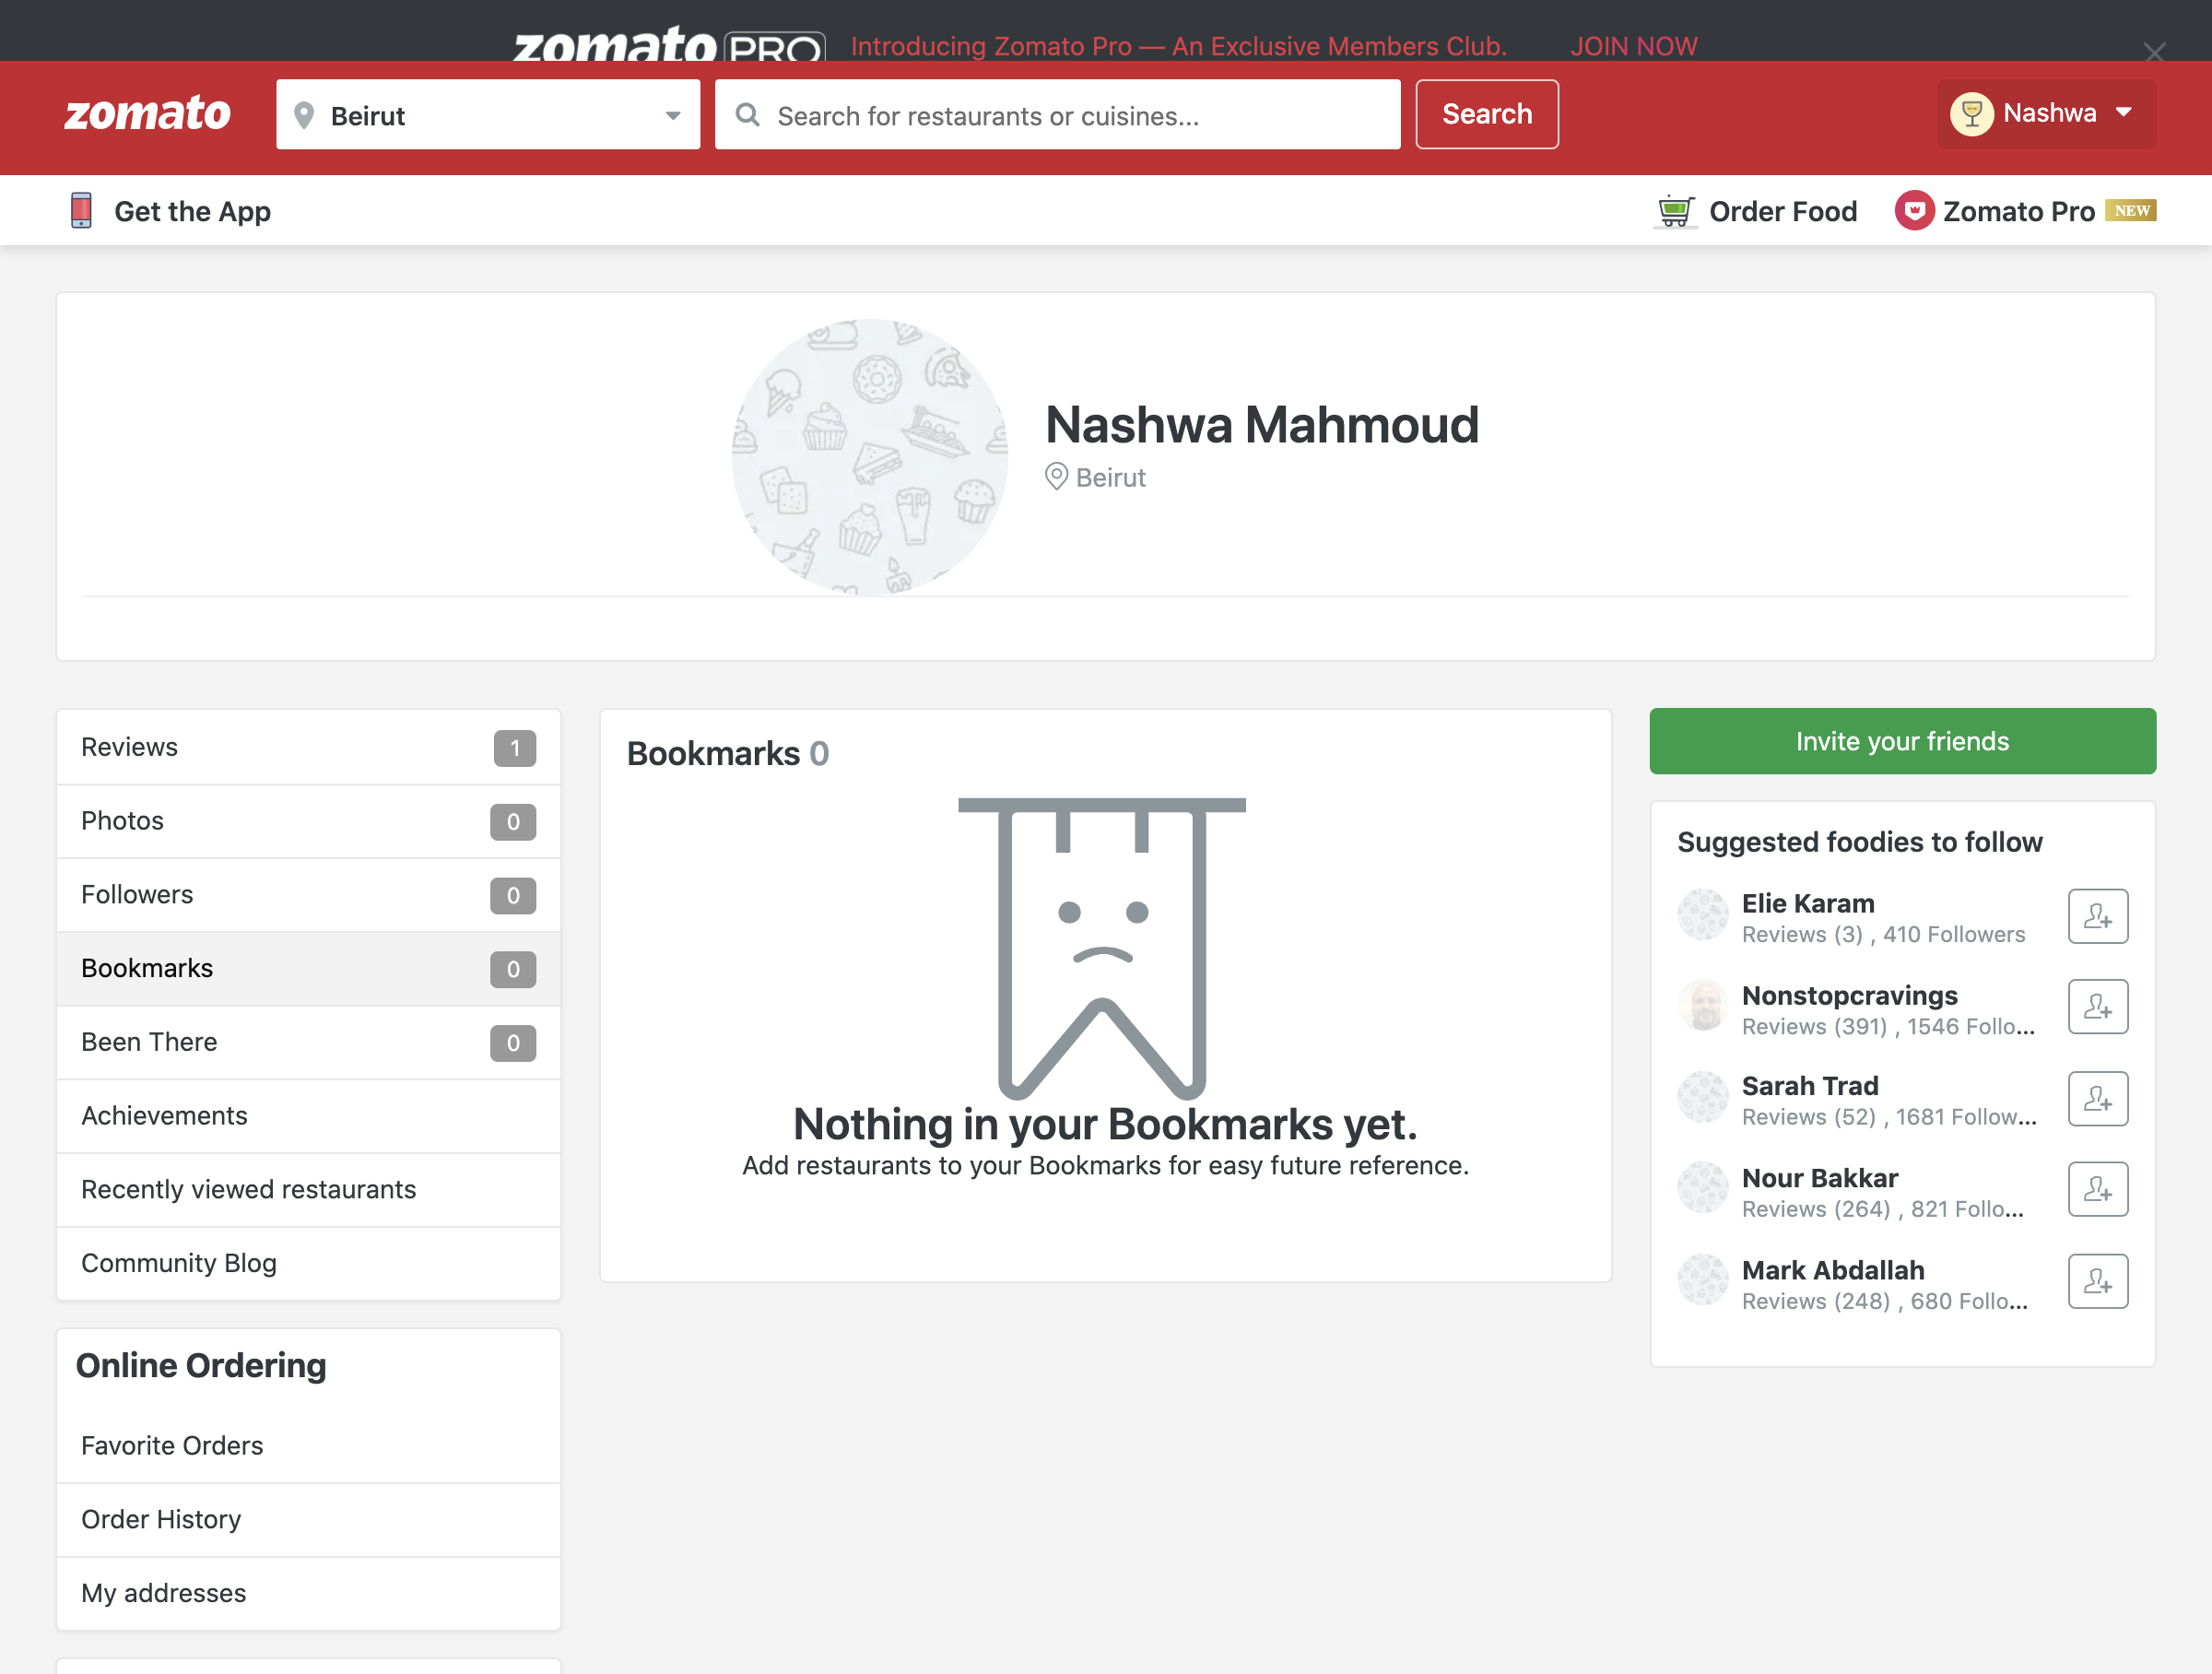 zomato PRO Introducing Zomato Pro — An Exclusive Members Club. JOIN NOW
zomato Beirut Search for restaurants or cuisines... Search Nashwa
Get the App Order Food Zomato Pro NEW
Nashwa Mahmoud
Beirut
Reviews 1
Photos 0
Followers 0
Bookmarks 0
Been There 0
Achievements
Recently viewed restaurants
Community Blog
Online Ordering
Favorite Orders
Order History
My addresses
Bookmarks 0
Nothing in your Bookmarks yet.
Add restaurants to your Bookmarks for easy future reference.
Invite your friends
Suggested foodies to follow
Elie Karam
Reviews (3) , 410 Followers
Nonstopcravings
Reviews (391) , 1546 Follo...
Sarah Trad
Reviews (52) , 1681 Follow...
Nour Bakkar
Reviews (264) , 821 Follo...
Mark Abdallah
Reviews (248) , 680 Follo...